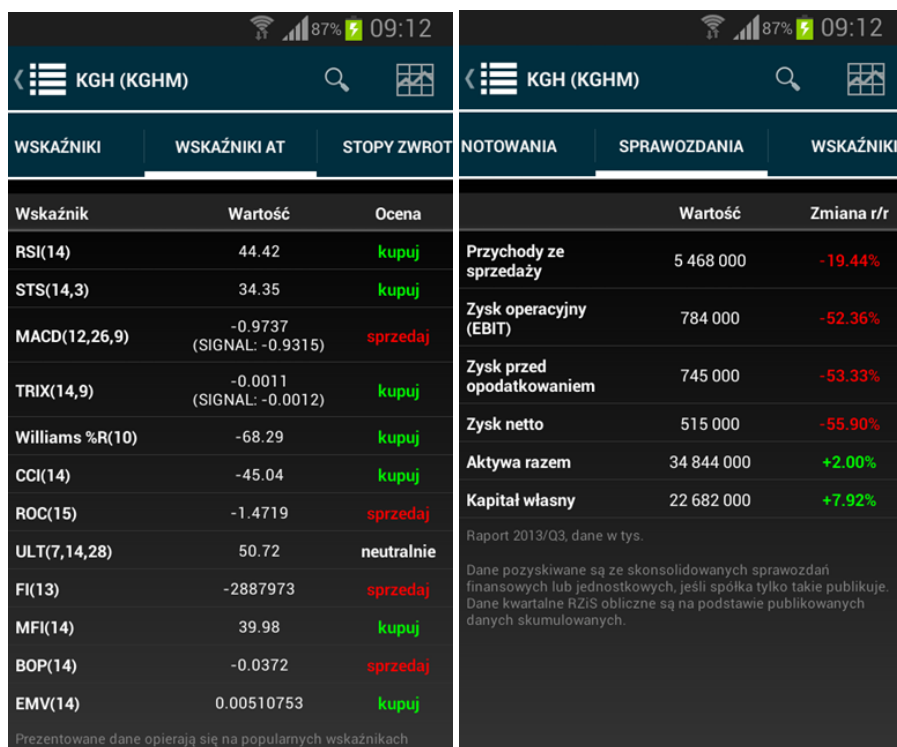 87% 09:12
KGH (KGHM)
WSKAŹNIKI WSKAŹNIKI AT STOPY ZWROT
Wskaźnik Wartość Ocena
RSI(14) 44.42 kupuj
STS(14,3) 34.35 kupuj
MACD(12,26,9) -0.9737 (SIGNAL: -0.9315) sprzedaj
TRIX(14,9) -0.0011 (SIGNAL: -0.0012) kupuj
Williams %R(10) -68.29 kupuj
CCI(14) -45.04 kupuj
ROC(15) -1.4719 sprzedaj
ULT(7,14,28) 50.72 neutralnie
FI(13) -2887973 sprzedaj
MFI(14) 39.98 kupuj
BOP(14) -0.0372 sprzedaj
EMV(14) 0.00510753 kupuj
Prezentowane dane opierają się na popularnych wskaźnikach
87% 09:12
KGH (KGHM)
NOTOWANIA SPRAWOZDANIA WSKAŹNIKI
Wartość Zmiana r/r
Przychody ze sprzedaży 5 468 000 -19.44%
Zysk operacyjny (EBIT) 784 000 -52.36%
Zysk przed opodatkowaniem 745 000 -53.33%
Zysk netto 515 000 -55.90%
Aktywa razem 34 844 000 +2.00%
Kapitał własny 22 682 000 +7.92%
Raport 2013/Q3, dane w tys.
Dane pozyskiwane są ze skonsolidowanych sprawozdań
finansowych lub jednostkowych, jeśli spółka tylko takie publikuje.
Dane kwartalne RZiS obliczne są na podstawie publikowanych
danych skumulowanych.